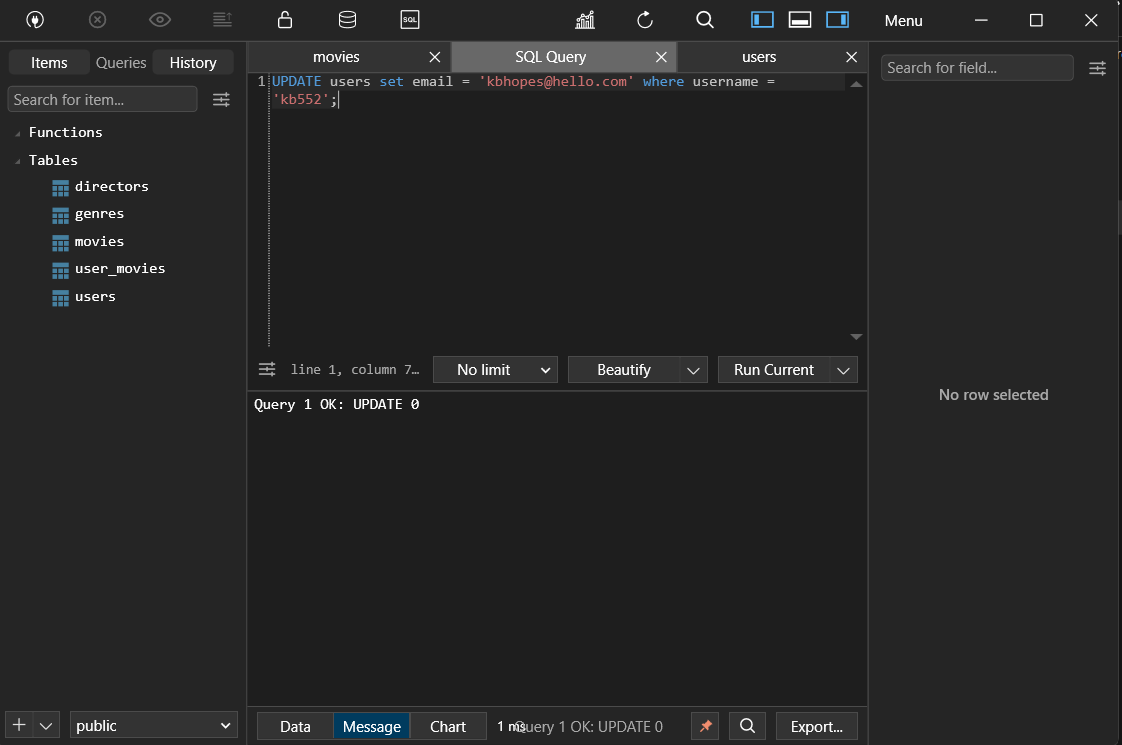 SQL
Menu
Items
Queries
History
movies
SQL Query
users
Search for item...
Functions
Tables
directors
genres
movies
user_movies
users
1
UPDATE users set email = 'kbhopes@hello.com' where username =
'kb552';
line 1, column 7…
No limit
Beautify
Run Current
Query 1 OK: UPDATE 0
Search for field...
No row selected
public
Data
Message
Chart
1 ms
Query 1 OK: UPDATE 0
Export...